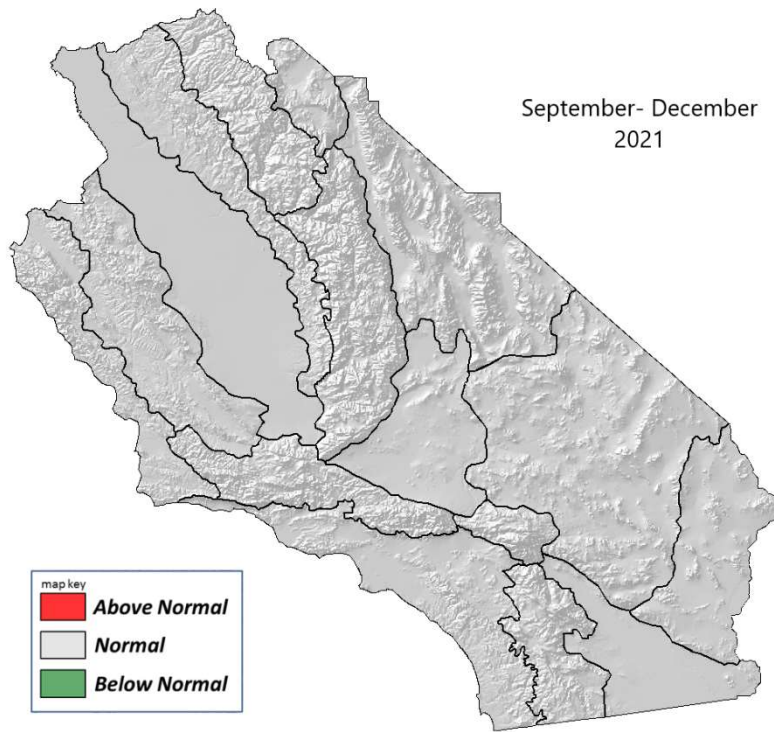 September- December
2021
map key
Above Normal
Normal
Below Normal